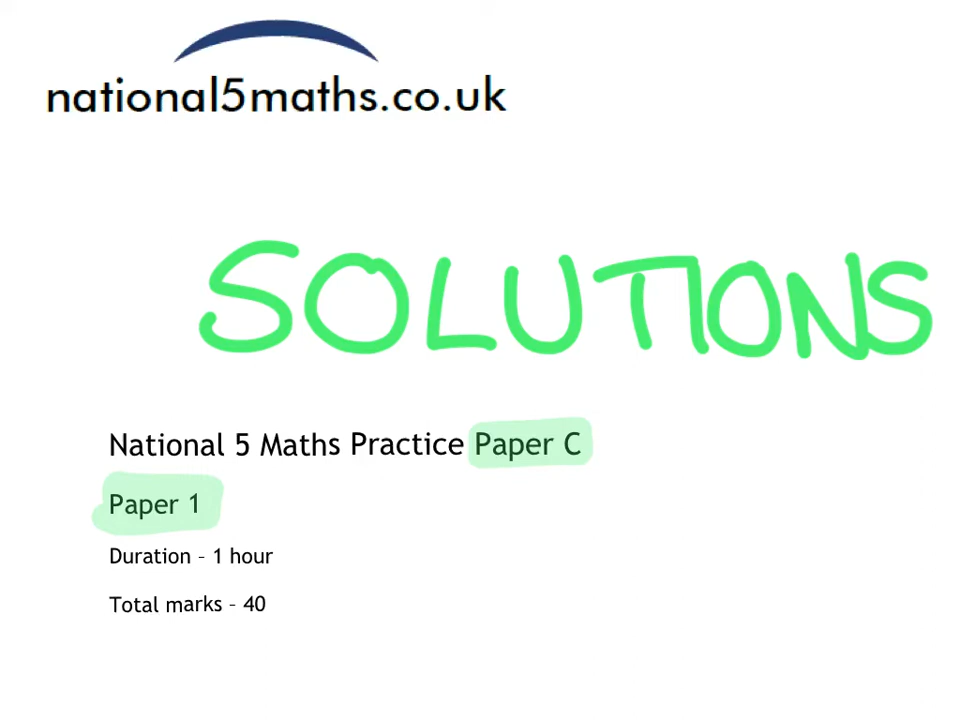 national5maths.co.uk
SOLUTIONS
National 5 Maths Practice Paper C
Paper 1
Duration – 1 hour
Total marks – 40